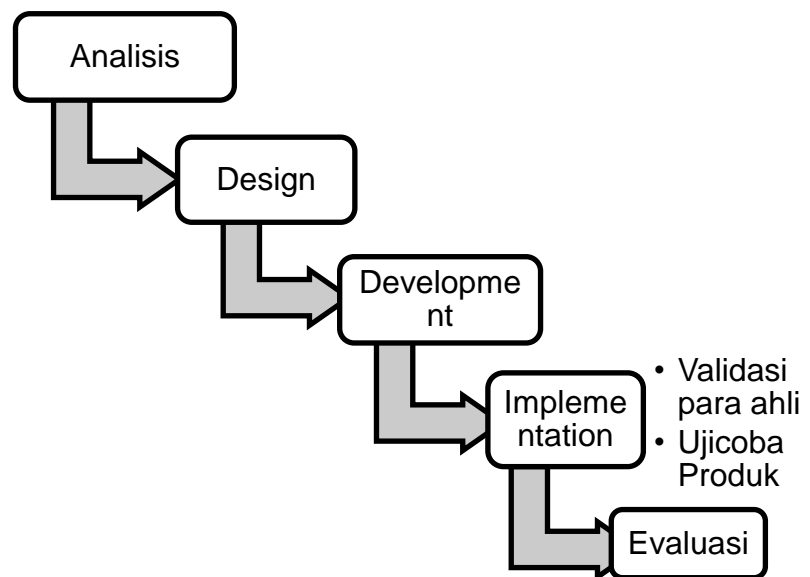 Analisis
Design
Developme
nt
Impleme
ntation
• Validasi
para ahli
• Ujicoba
Produk
Evaluasi